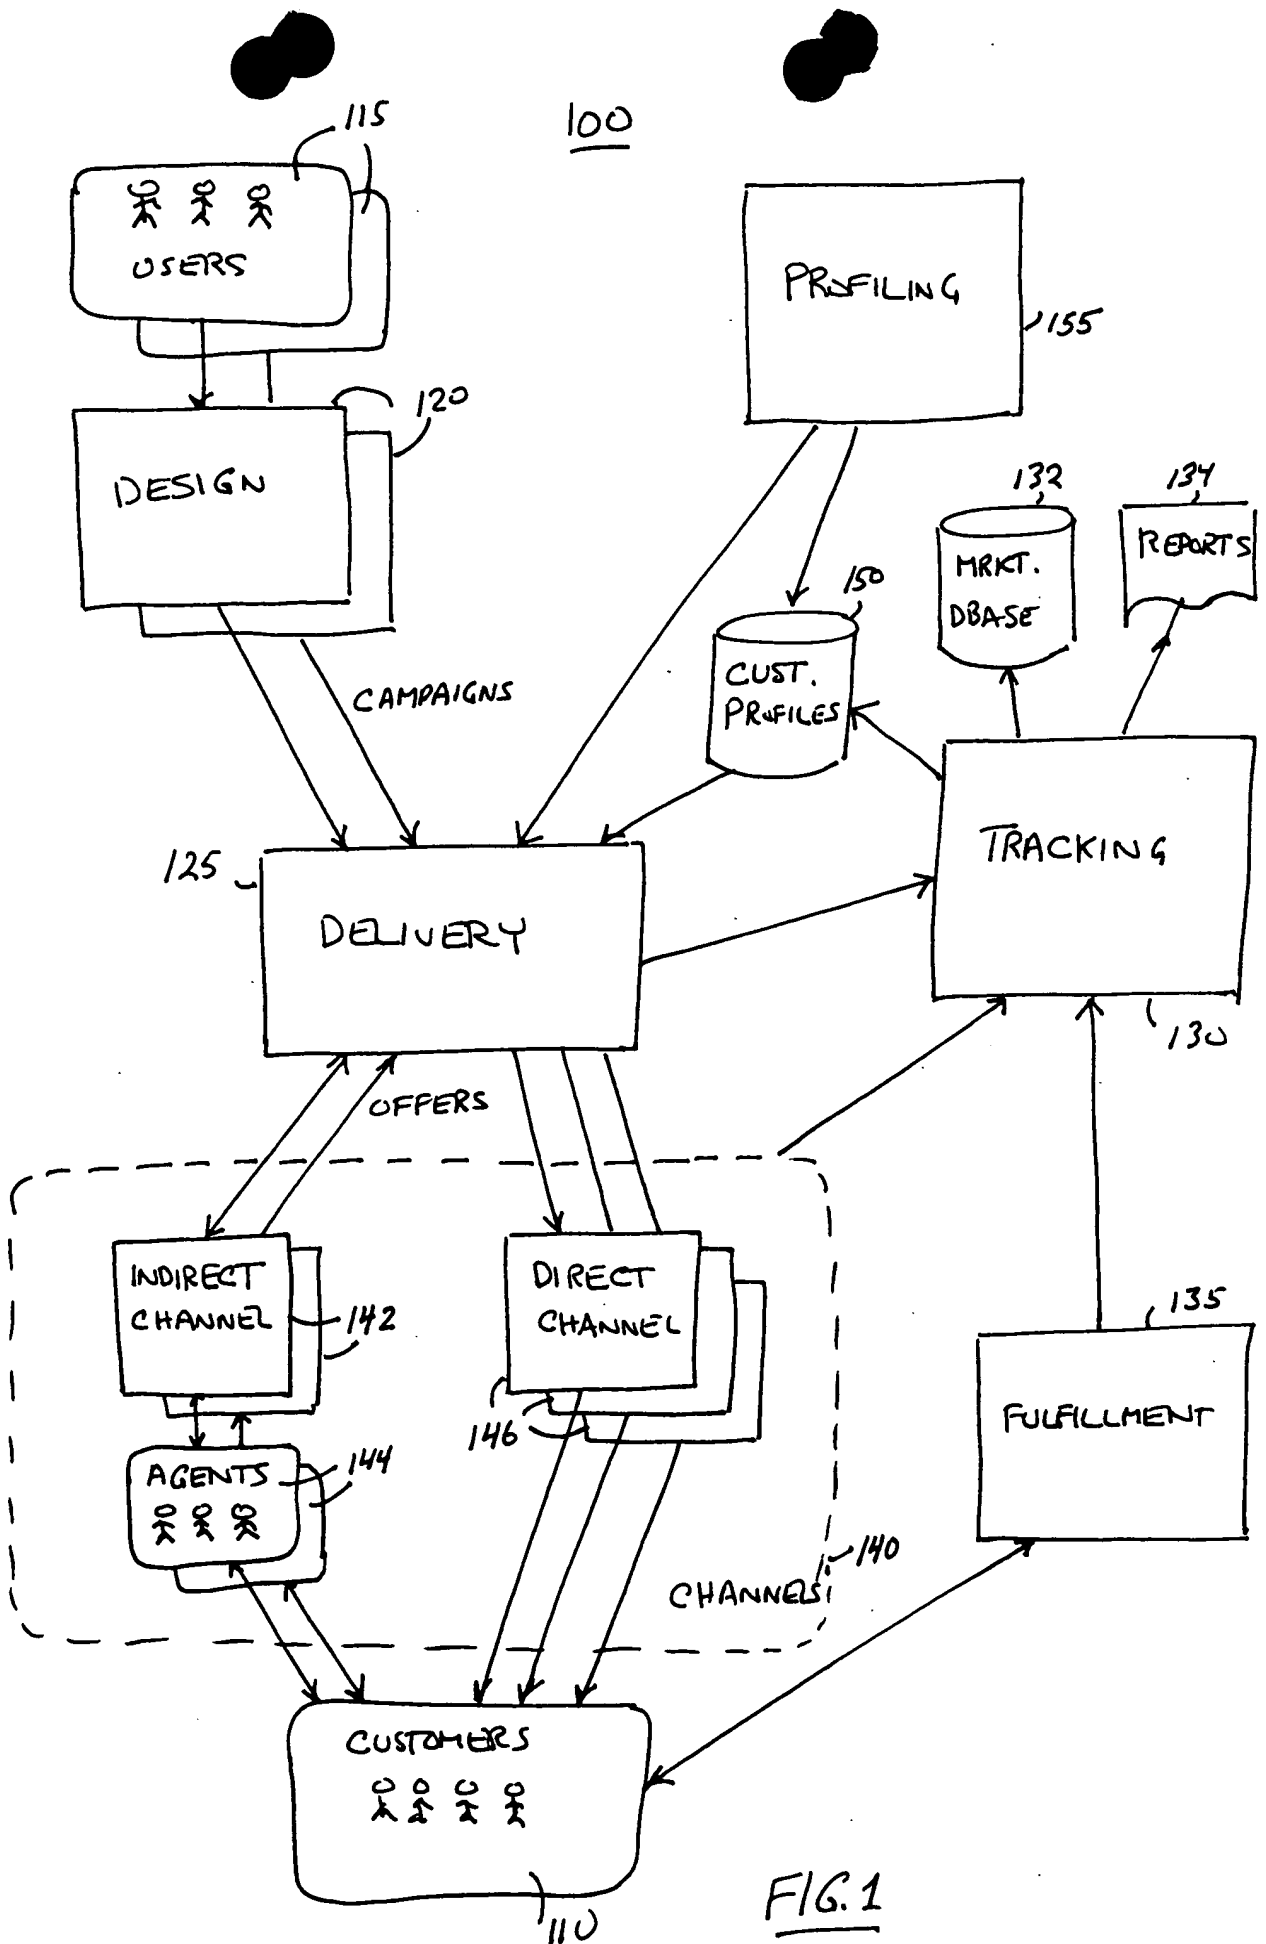 115
100
USERS
PROFILING
155
120
DESIGN
132
134
MRKT.
DBASE
REPORTS
150
CUST.
PROFILES
CAMPAIGNS
TRACKING
125
DELIVERY
130
OFFERS
INDIRECT
CHANNEL
142
DIRECT
CHANNEL
135
FULFILLMENT
146
AGENTS
144
140
CHANNELS
CUSTOMERS
110
FIG. 1